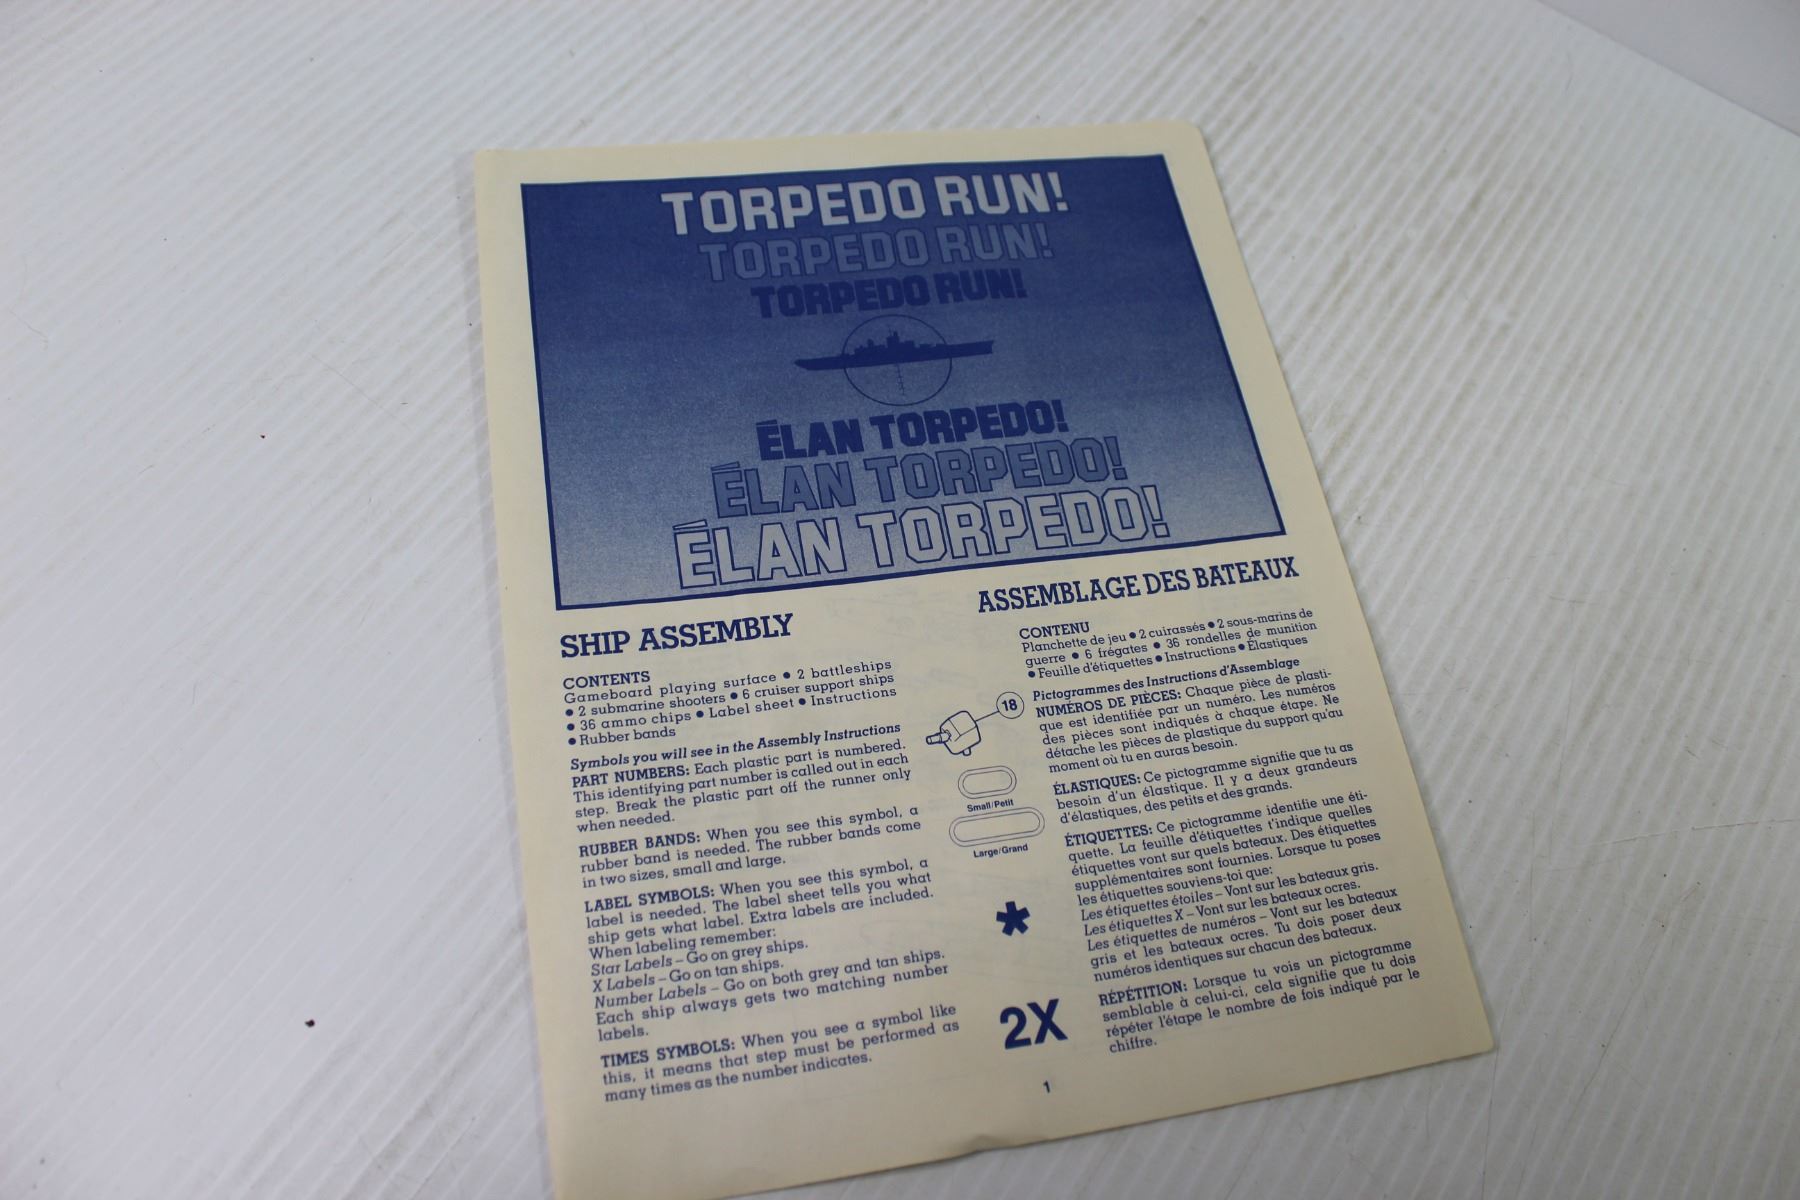 TORPEDO RUN!
TORPEDO RUN!
TORPEDO RUN!
ÉLAN TORPEDO!
ÉLAN TORPEDO!
ÉLAN TORPEDO!
SHIP ASSEMBLY
CONTENTS
Gameboard playing surface • 2 battleships
• 2 submarine shooters • 6 cruiser support ships
• 36 ammo chips • Label sheet • Instructions
• Rubber bands
Symbols you will see in the Assembly Instructions
PART NUMBERS: Each plastic part is numbered.
This identifying part number is called out in each
step. Break the plastic part off the runner only
when needed.
RUBBER BANDS: When you see this symbol, a
rubber band is needed. The rubber bands come
in two sizes, small and large.
LABEL SYMBOLS: When you see this symbol, a
label is needed. The label sheet tells you what
ship gets what label. Extra labels are included.
When labeling remember:
Star Labels – Go on grey ships.
X Labels – Go on tan ships.
Number Labels – Go on both grey and tan ships.
Each ship always gets two matching number
labels.
TIMES SYMBOLS: When you see a symbol like
this, it means that step must be performed as
many times as the number indicates.
18
Small/Petit
Large/Grand
*
2X
ASSEMBLAGE DES BATEAUX
CONTENU
Planchette de jeu • 2 cuirassés • 2 sous-marins de
guerre • 6 frégates • 36 rondelles de munition
• Feuille d'étiquettes • Instructions • Élastiques
Pictogrammes des Instructions d'Assemblage
NUMÉROS DE PIÈCES: Chaque pièce de plasti-
que est identifiée par un numéro. Les numéros
des pièces sont indiqués à chaque étape. Ne
détache les pièces de plastique du support qu'au
moment où tu en auras besoin.
ÉLASTIQUES: Ce pictogramme signifie que tu as
besoin d'un élastique. Il y a deux grandeurs
d'élastiques, des petits et des grands.
ÉTIQUETTES: Ce pictogramme identifie une éti-
quette. La feuille d'étiquettes t'indique quelles
étiquettes vont sur quels bateaux. Des étiquettes
supplémentaires sont fournies. Lorsque tu poses
les étiquettes souviens-toi que:
Les étiquettes étoiles – Vont sur les bateaux gris.
Les étiquettes X – Vont sur les bateaux ocres.
Les étiquettes de numéros – Vont sur les bateaux
gris et les bateaux ocres. Tu dois poser deux
numéros identiques sur chacun des bateaux.
RÉPÉTITION: Lorsque tu vois un pictogramme
semblable à celui-ci, cela signifie que tu dois
répéter l'étape le nombre de fois indiqué par le
chiffre.
1